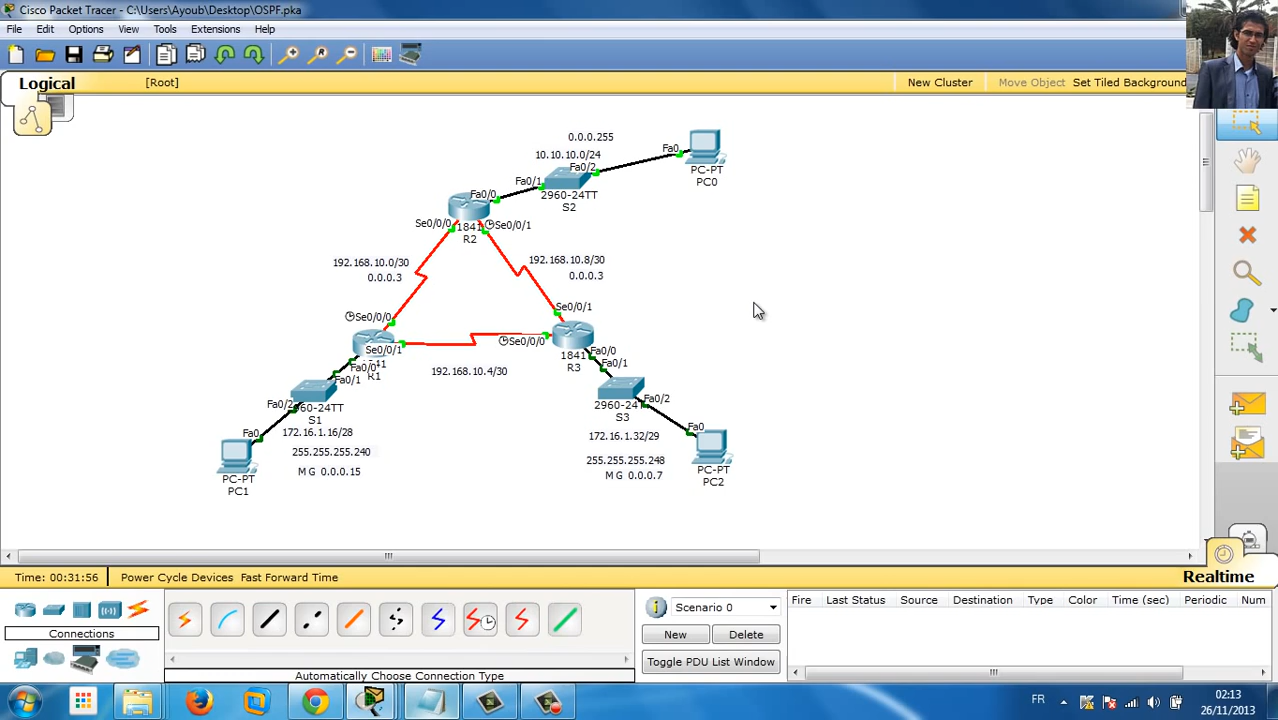 Cisco Packet Tracer - C:\Users\Ayoub\Desktop\OSPF.pka
File Edit Options View Tools Extensions Help
Logical [Root] New Cluster Move Object Set Tiled Background
0.0.0.255
10.10.10.0/24
Fa0
Fa0/2
PC-PT
PC0
Fa0/1
2960-24TT
S2
Fa0/0
Se0/0/0
Se0/0/1
1841
R2
192.168.10.0/30
0.0.0.3
192.168.10.8/30
0.0.0.3
Se0/0/1
Se0/0/0
Se0/0/1
Se0/0/0
1841
R3
Fa0/0
Fa0/1
192.168.10.4/30
Fa0/0
41
R1
Fa0/1
Fa0/2
960-24TT
S1
Fa0
172.16.1.16/28
255.255.255.240
M G 0.0.0.15
PC-PT
PC1
2960-24T
S3
Fa0/2
Fa0
172.16.1.32/29
255.255.255.248
M G 0.0.0.7
PC-PT
PC2
Time: 00:31:56 Power Cycle Devices Fast Forward Time
Realtime
Connections
Automatically Choose Connection Type
Scenario 0
New Delete
Toggle PDU List Window
Fire Last Status Source Destination Type Color Time (sec) Periodic Num
FR
02:13
26/11/2013